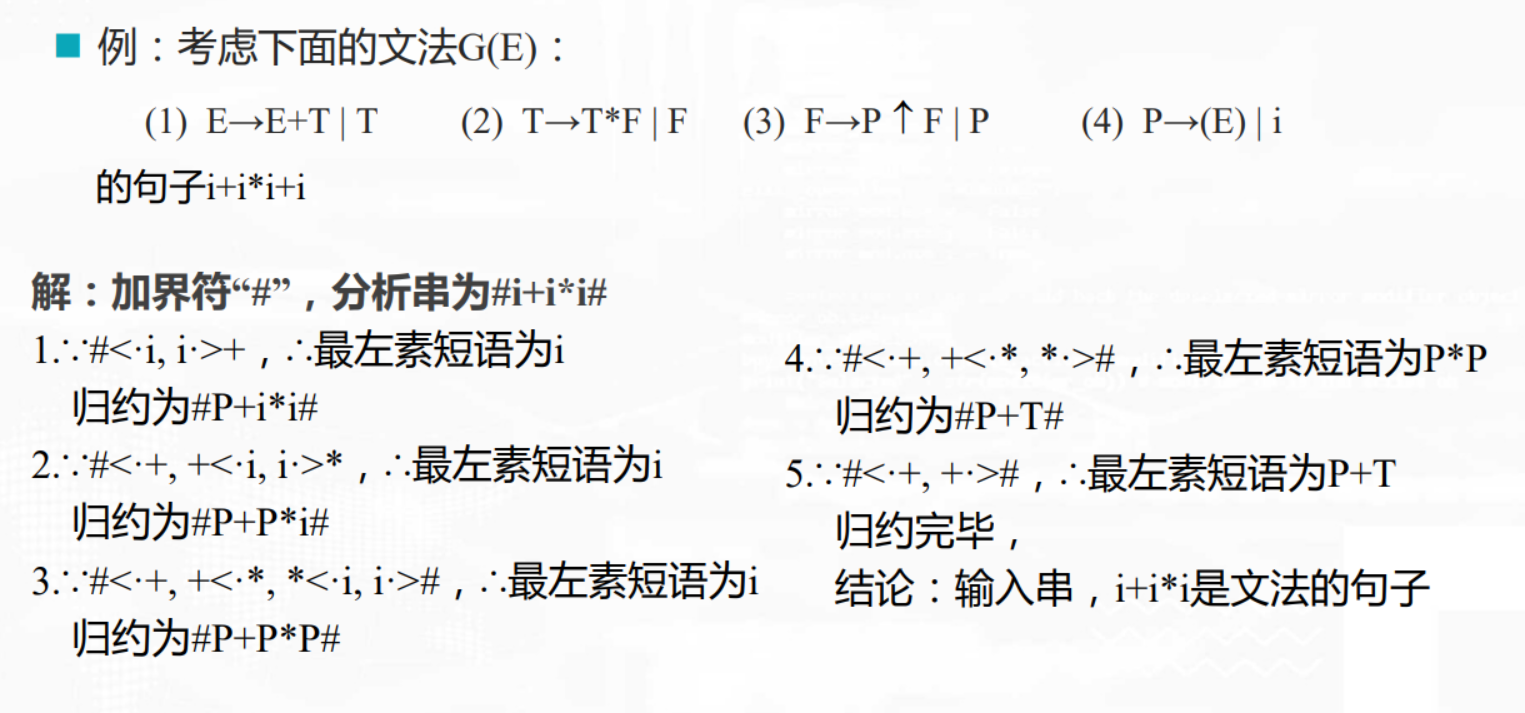 例：考虑下面的文法G(E)：
(1) E→E+T | T (2) T→T*F | F (3) F→P↑F | P (4) P→(E) | i
的句子i+i*i+i
解：加界符“#”，分析串为#i+i*i#
1.∵#<·i, i·>+，∴最左素短语为i
归约为#P+i*i#
2.∵#<·+, +<·i, i·>*，∴最左素短语为i
归约为#P+P*i#
3.∵#<·+, +<·*, *<·i, i·>#，∴最左素短语为i
归约为#P+P*P#
4.∵#<·+, +<·*, *·>#，∴最左素短语为P*P
归约为#P+T#
5.∵#<·+, +·>#，∴最左素短语为P+T
归约完毕，
结论：输入串，i+i*i是文法的句子